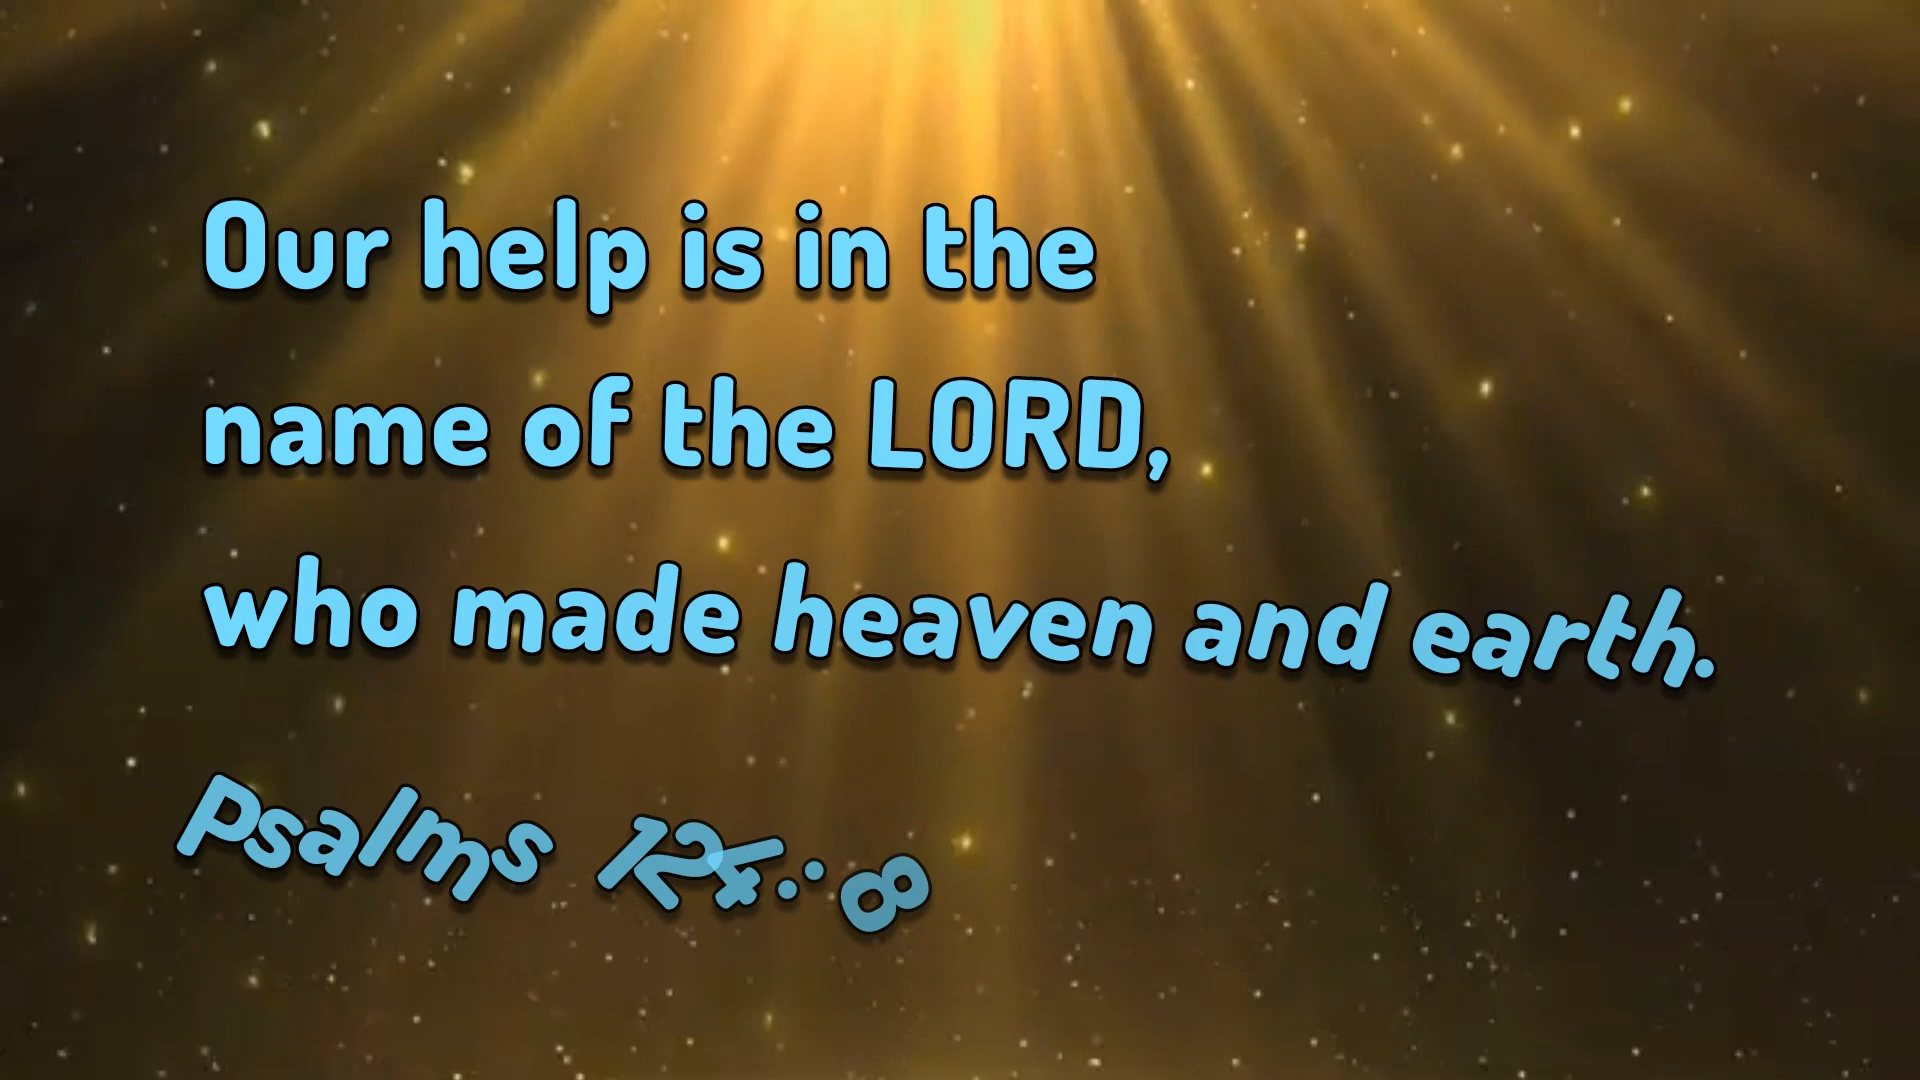 Our help is in the
name of the LORD,
who made heaven and earth.
Psalms 124:8